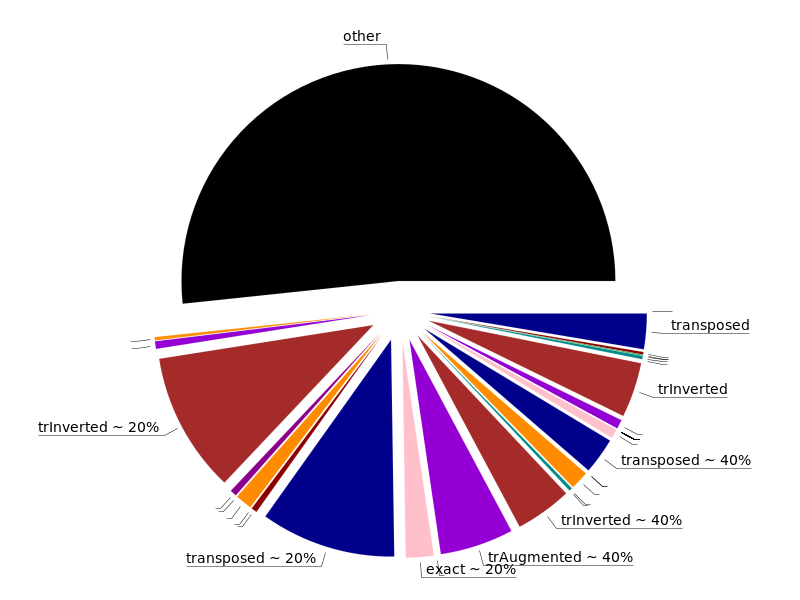 other
transposed
trInverted
trInverted ~ 20%
transposed ~ 40%
trInverted ~ 40%
transposed ~ 20%
trAugmented ~ 40%
exact ~ 20%